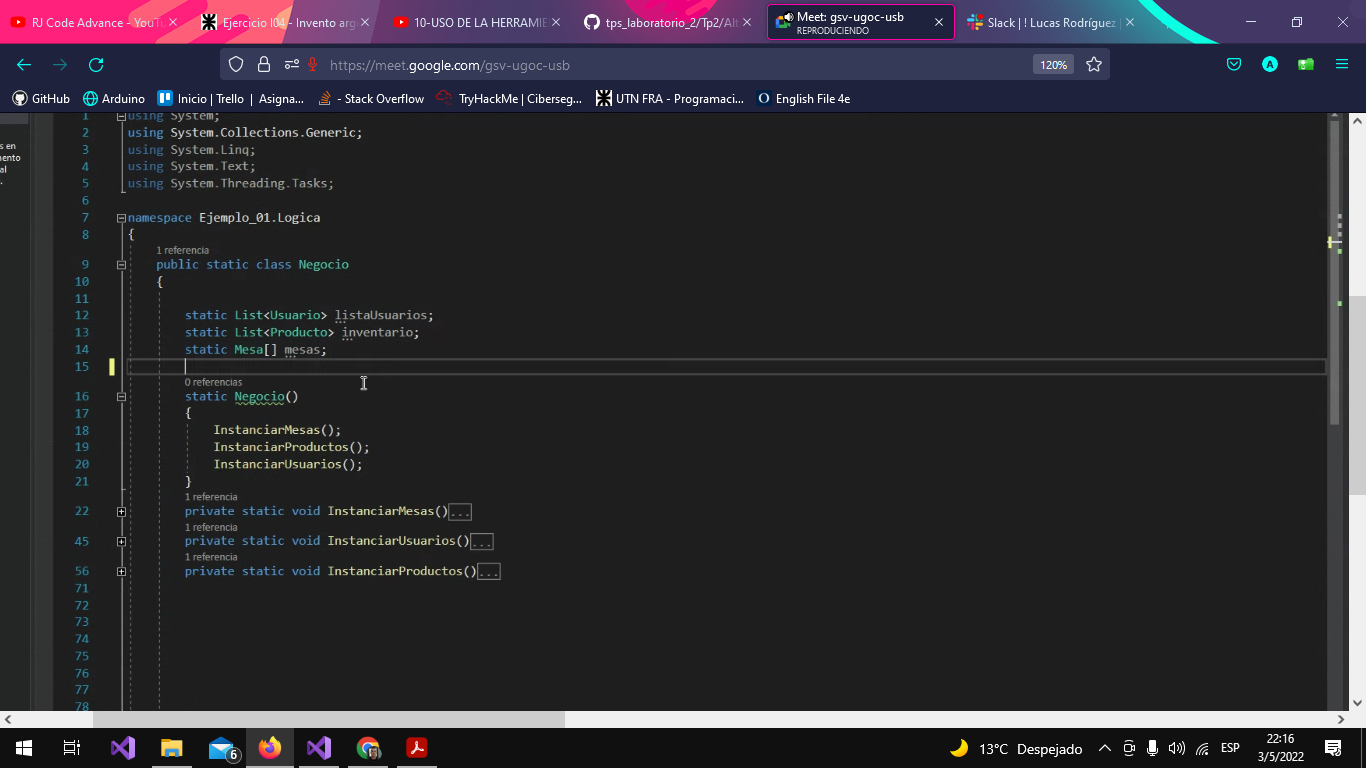 RJ Code Advance - YouT
Ejercicio I04 - Invento arg
10-USO DE LA HERRAMIE
tps_laboratorio_2/Tp2/Alt
Meet: gsv-ugoc-usb
REPRODUCIENDO
Slack | ! Lucas Rodríguez |
https://meet.google.com/gsv-ugoc-usb
120%
GitHub
Arduino
Inicio | Trello | Asigna...
- Stack Overflow
TryHackMe | Ciberseg...
UTN FRA - Programaci...
English File 4e
s en
mento
al
1 using System;
2 using System.Collections.Generic;
3 using System.Linq;
4 using System.Text;
5 using System.Threading.Tasks;
6
7 namespace Ejemplo_01.Logica
8 {
1 referencia
9 public static class Negocio
10 {
11
12 static List<Usuario> listaUsuarios;
13 static List<Producto> inventario;
14 static Mesa[] mesas;
15
0 referencias
16 static Negocio()
17 {
18 InstanciarMesas();
19 InstanciarProductos();
20 InstanciarUsuarios();
21 }
1 referencia
22 private static void InstanciarMesas()...
1 referencia
45 private static void InstanciarUsuarios()...
1 referencia
56 private static void InstanciarProductos()...
71
72
73
74
75
76
77
78
6
13°C Despejado
ESP
22:16
3/5/2022